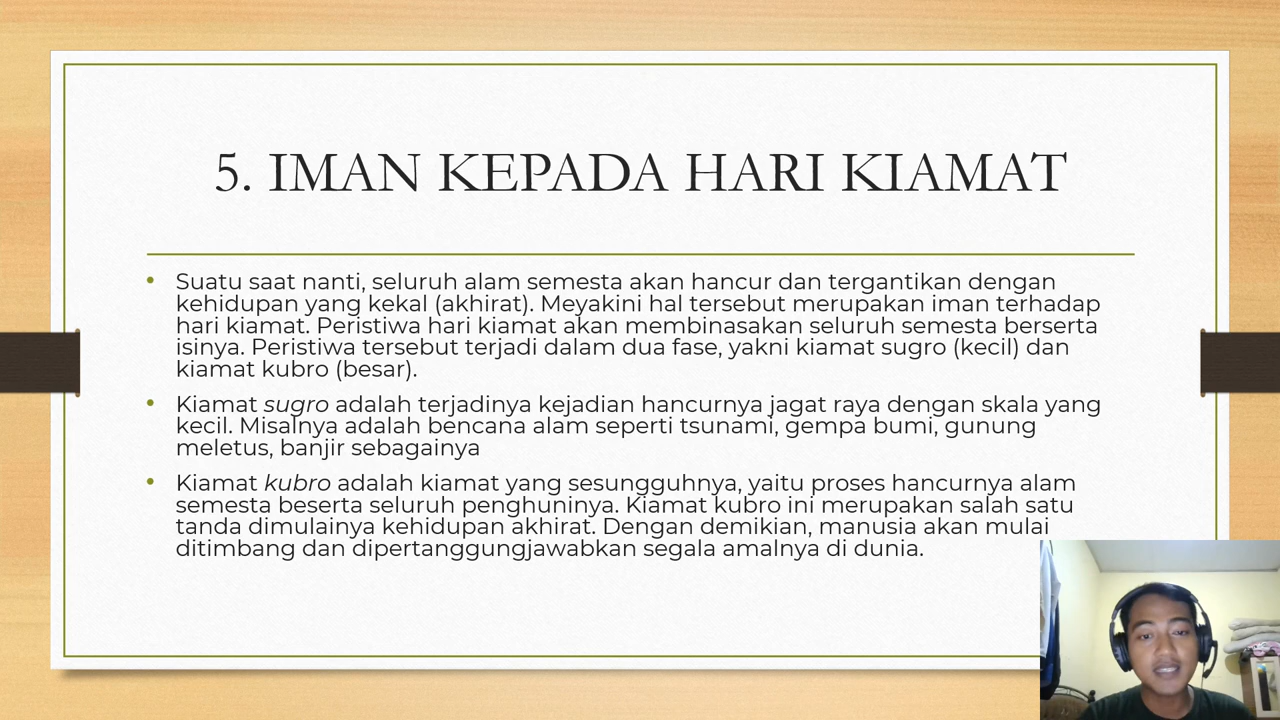 5. IMAN KEPADA HARI KIAMAT
• Suatu saat nanti, seluruh alam semesta akan hancur dan tergantikan dengan
kehidupan yang kekal (akhirat). Meyakini hal tersebut merupakan iman terhadap
hari kiamat. Peristiwa hari kiamat akan membinasakan seluruh semesta berserta
isinya. Peristiwa tersebut terjadi dalam dua fase, yakni kiamat sugro (kecil) dan
kiamat kubro (besar).
• Kiamat sugro adalah terjadinya kejadian hancurnya jagat raya dengan skala yang
kecil. Misalnya adalah bencana alam seperti tsunami, gempa bumi, gunung
meletus, banjir sebagainya
• Kiamat kubro adalah kiamat yang sesungguhnya, yaitu proses hancurnya alam
semesta beserta seluruh penghuninya. Kiamat kubro ini merupakan salah satu
tanda dimulainya kehidupan akhirat. Dengan demikian, manusia akan mulai
ditimbang dan dipertanggungjawabkan segala amalnya di dunia.